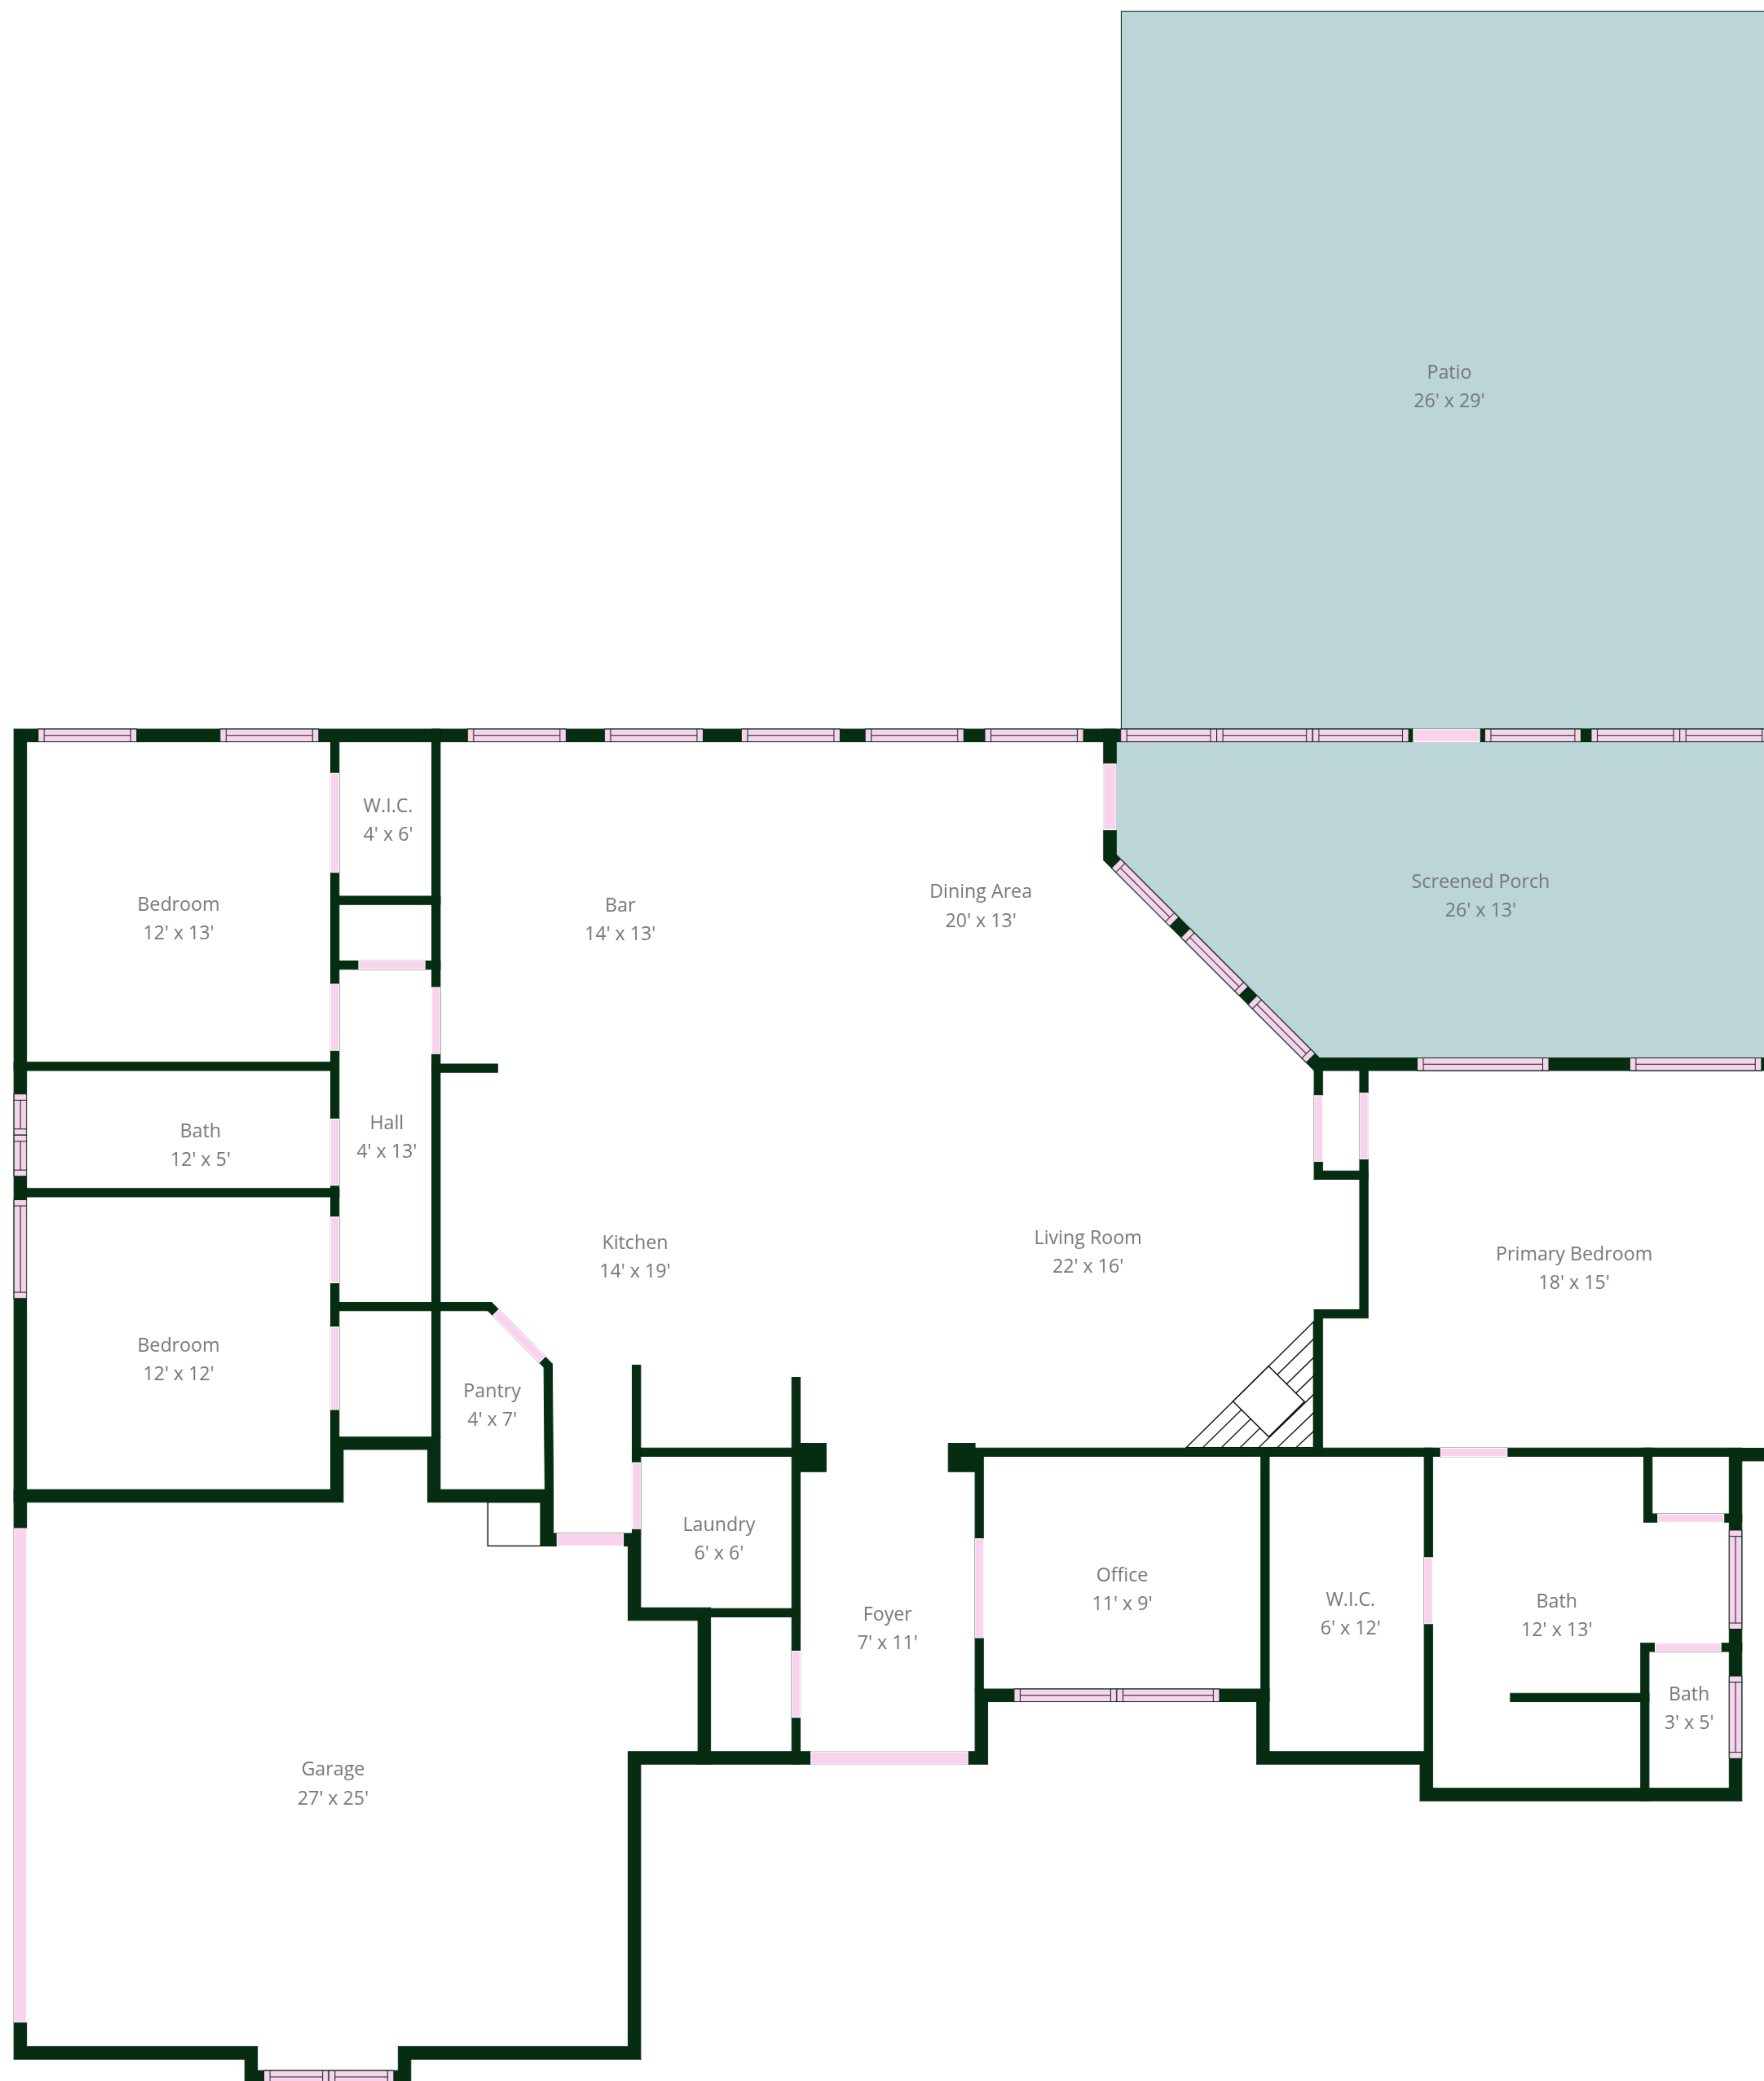 Patio
26' x 29'
W.I.C.
4' x 6'
Bedroom
12' x 13'
Bar
14' x 13'
Dining Area
20' x 13'
Screened Porch
26' x 13'
Hall
4' x 13'
Bath
12' x 5'
Kitchen
14' x 19'
Living Room
22' x 16'
Primary Bedroom
18' x 15'
Bedroom
12' x 12'
Pantry
4' x 7'
Laundry
6' x 6'
Office
11' x 9'
Foyer
7' x 11'
W.I.C.
6' x 12'
Bath
12' x 13'
Bath
3' x 5'
Garage
27' x 25'